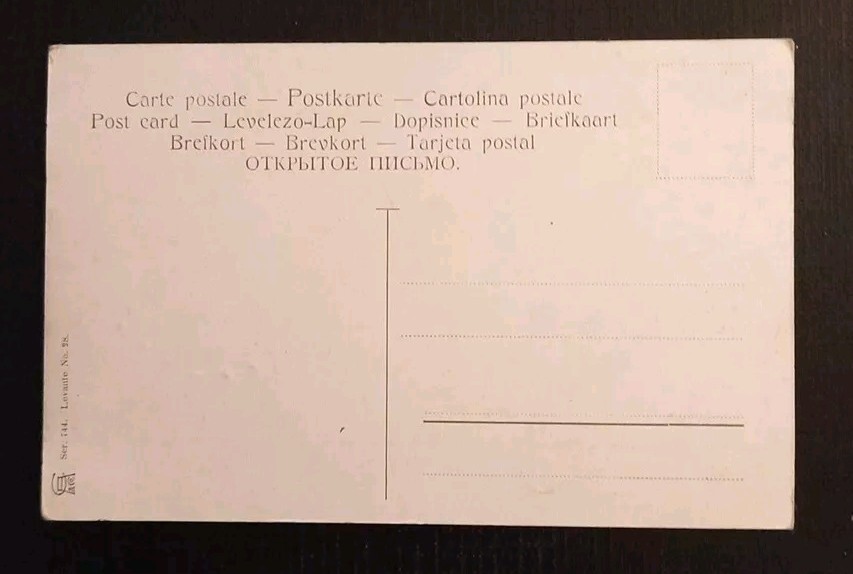 Carte postale — Postkarte — Cartolina postale
Post card — Levelezo-Lap — Dopisnice — Briefkaart
Brefkort — Brevkort — Tarjeta postal
ОТКРЫТОЕ ПИСЬМО.
Ser. 744. Levante No. 28.